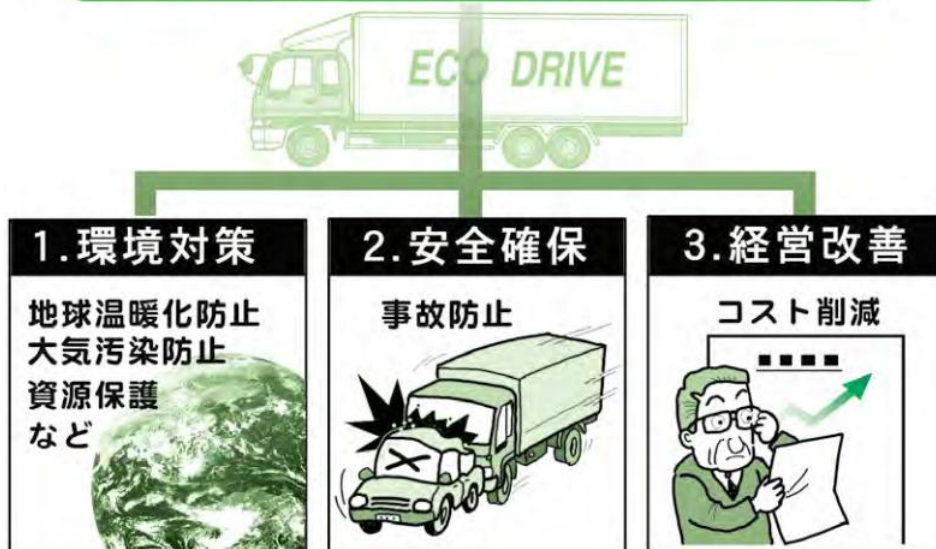 ECO DRIVE
1.環境対策
地球温暖化防止
大気汚染防止
資源保護
など
2.安全確保
事故防止
3.経営改善
コスト削減